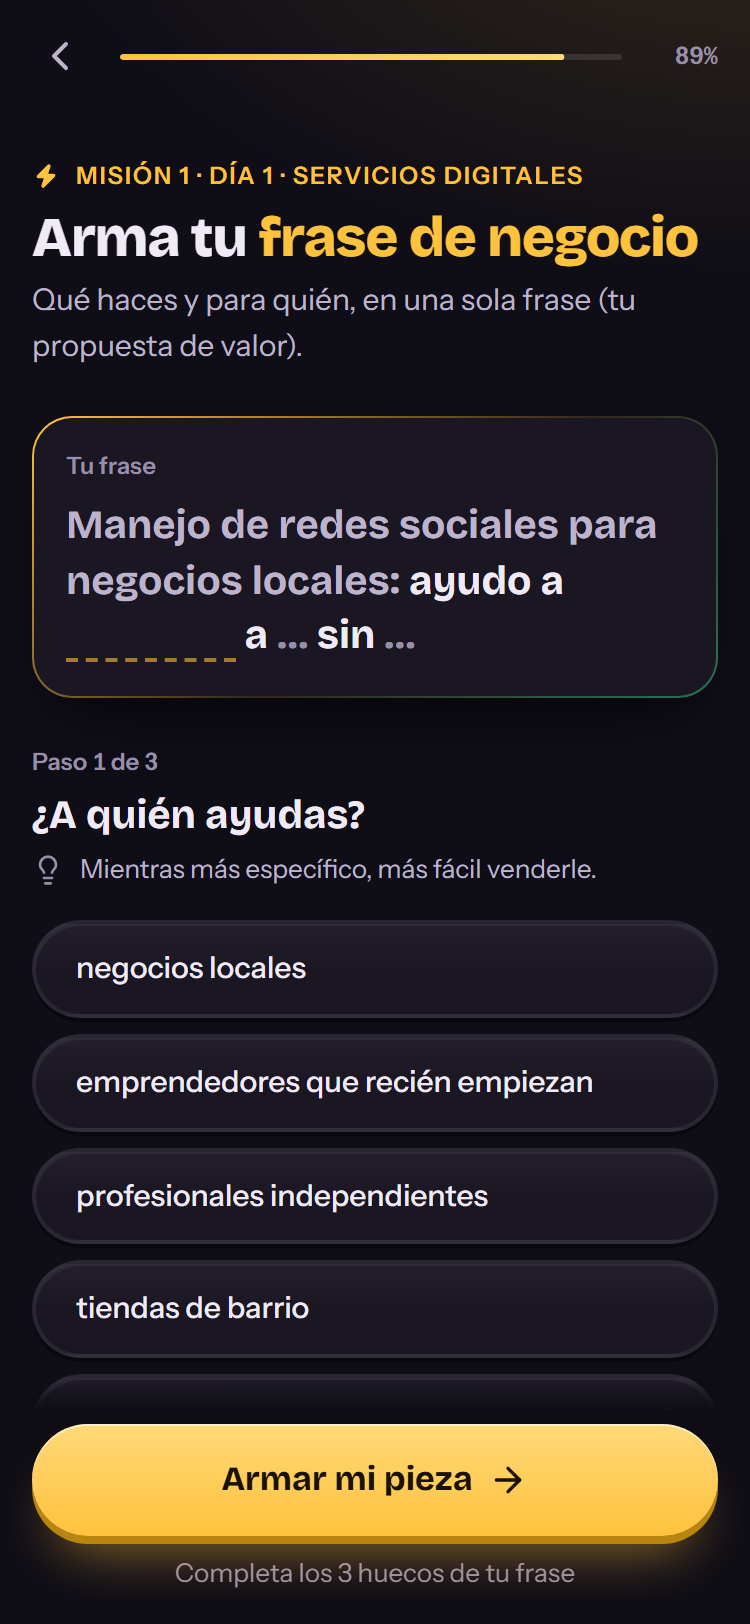 89%
MISIÓN 1 · DÍA 1 · SERVICIOS DIGITALES
Arma tu frase de negocio
Qué haces y para quién, en una sola frase (tu
propuesta de valor).
Tu frase
Manejo de redes sociales para
negocios locales: ayudo a
_________ a ... sin ...
Paso 1 de 3
¿A quién ayudas?
Mientras más específico, más fácil venderle.
negocios locales
emprendedores que recién empiezan
profesionales independientes
tiendas de barrio
Armar mi pieza →
Completa los 3 huecos de tu frase